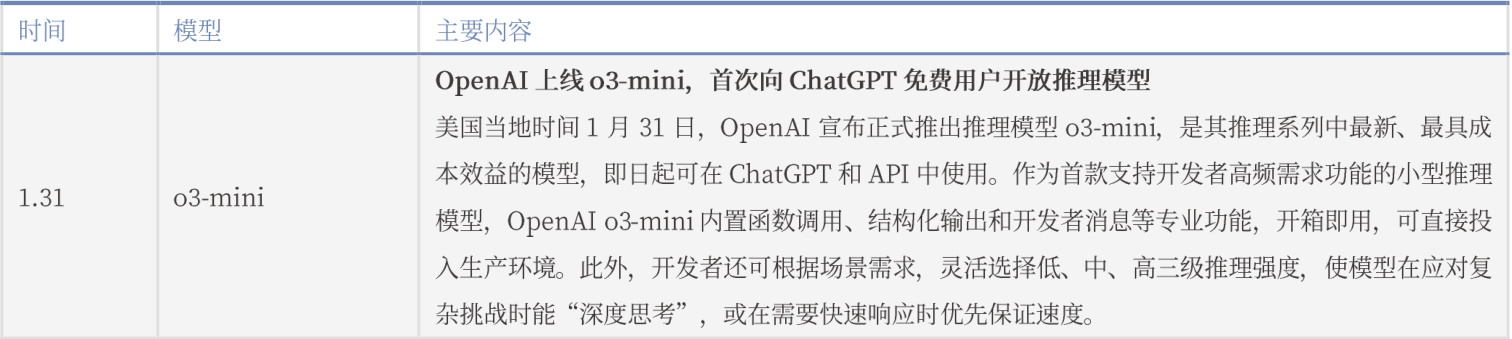 时间 模型 主要内容
OpenAI 上线 o3-mini，首次向 ChatGPT 免费用户开放推理模型
美国当地时间 1 月 31 日，OpenAI 宣布正式推出推理模型 o3-mini，是其推理系列中最新、最具成
本效益的模型，即日起可在 ChatGPT 和 API 中使用。作为首款支持开发者高频需求功能的小型推理
1.31 o3-mini
模型，OpenAI o3-mini 内置函数调用、结构化输出和开发者消息等专业功能，开箱即用，可直接投
入生产环境。此外，开发者还可根据场景需求，灵活选择低、中、高三级推理强度，使模型在应对复
杂挑战时能“深度思考”，或在需要快速响应时优先保证速度。